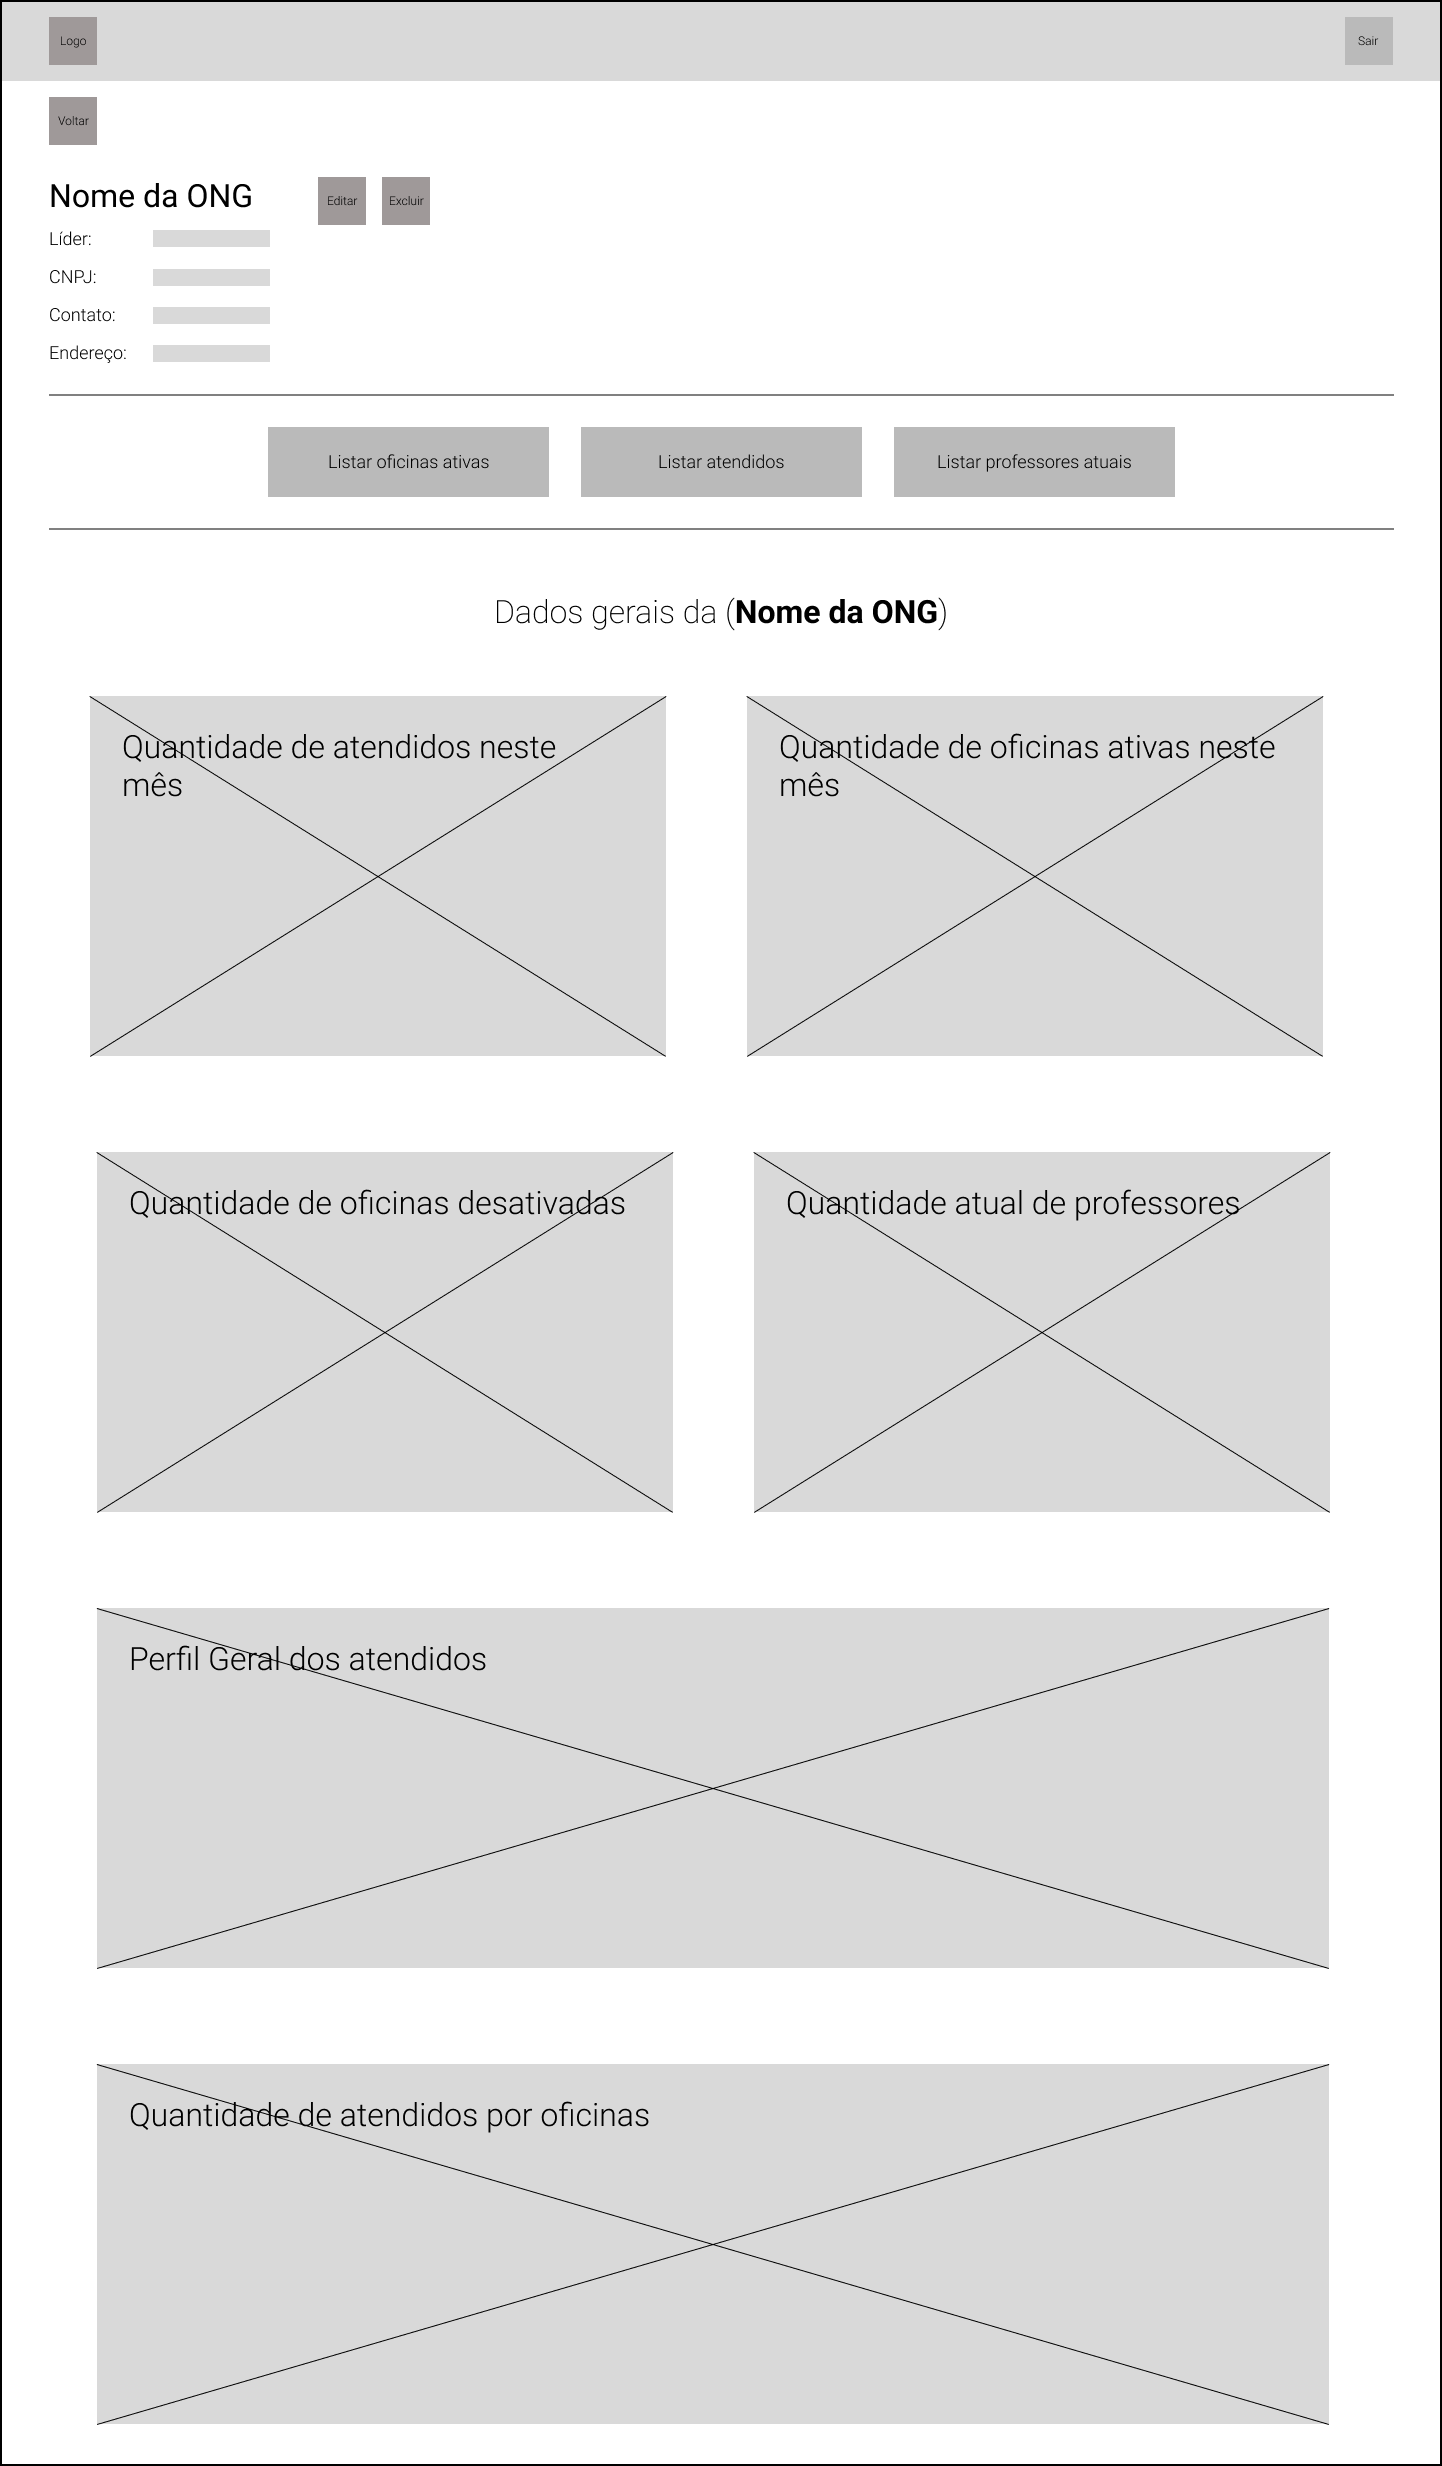 Logo
Sair
Voltar
Nome da ONG
Editar
Excluir
Líder:
CNPJ:
Contato:
Endereço:
Listar oficinas ativas
Listar atendidos
Listar professores atuais
Dados gerais da (Nome da ONG)
Quantidade de atendidos neste
mês
Quantidade de oficinas ativas neste
mês
Quantidade de oficinas desativadas
Quantidade atual de professores
Perfil Geral dos atendidos
Quantidade de atendidos por oficinas